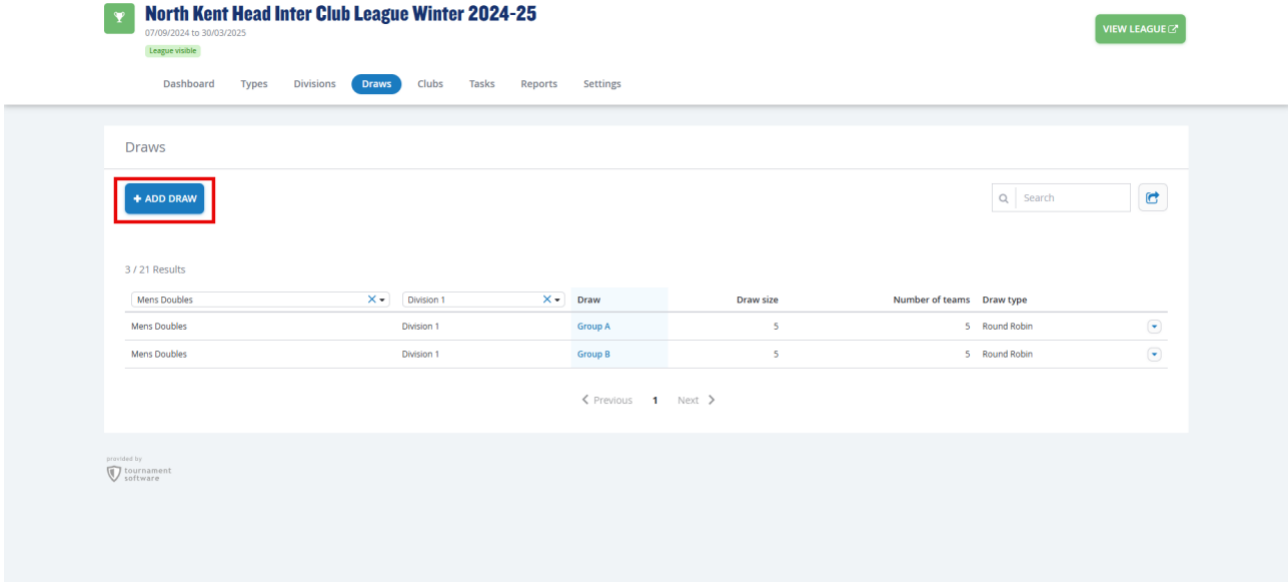 North Kent Head Inter Club League Winter 2024-25
07/09/2024 to 30/03/2025
League visible
VIEW LEAGUE
Dashboard Types Divisions Draws Clubs Tasks Reports Settings
Draws
+ ADD DRAW
Search
3 / 21 Results
Mens Doubles Division 1 Draw Draw size Number of teams Draw type
Mens Doubles Division 1 Group A 5 5 Round Robin
Mens Doubles Division 1 Group B 5 5 Round Robin
Previous 1 Next
provided by
tournament
software